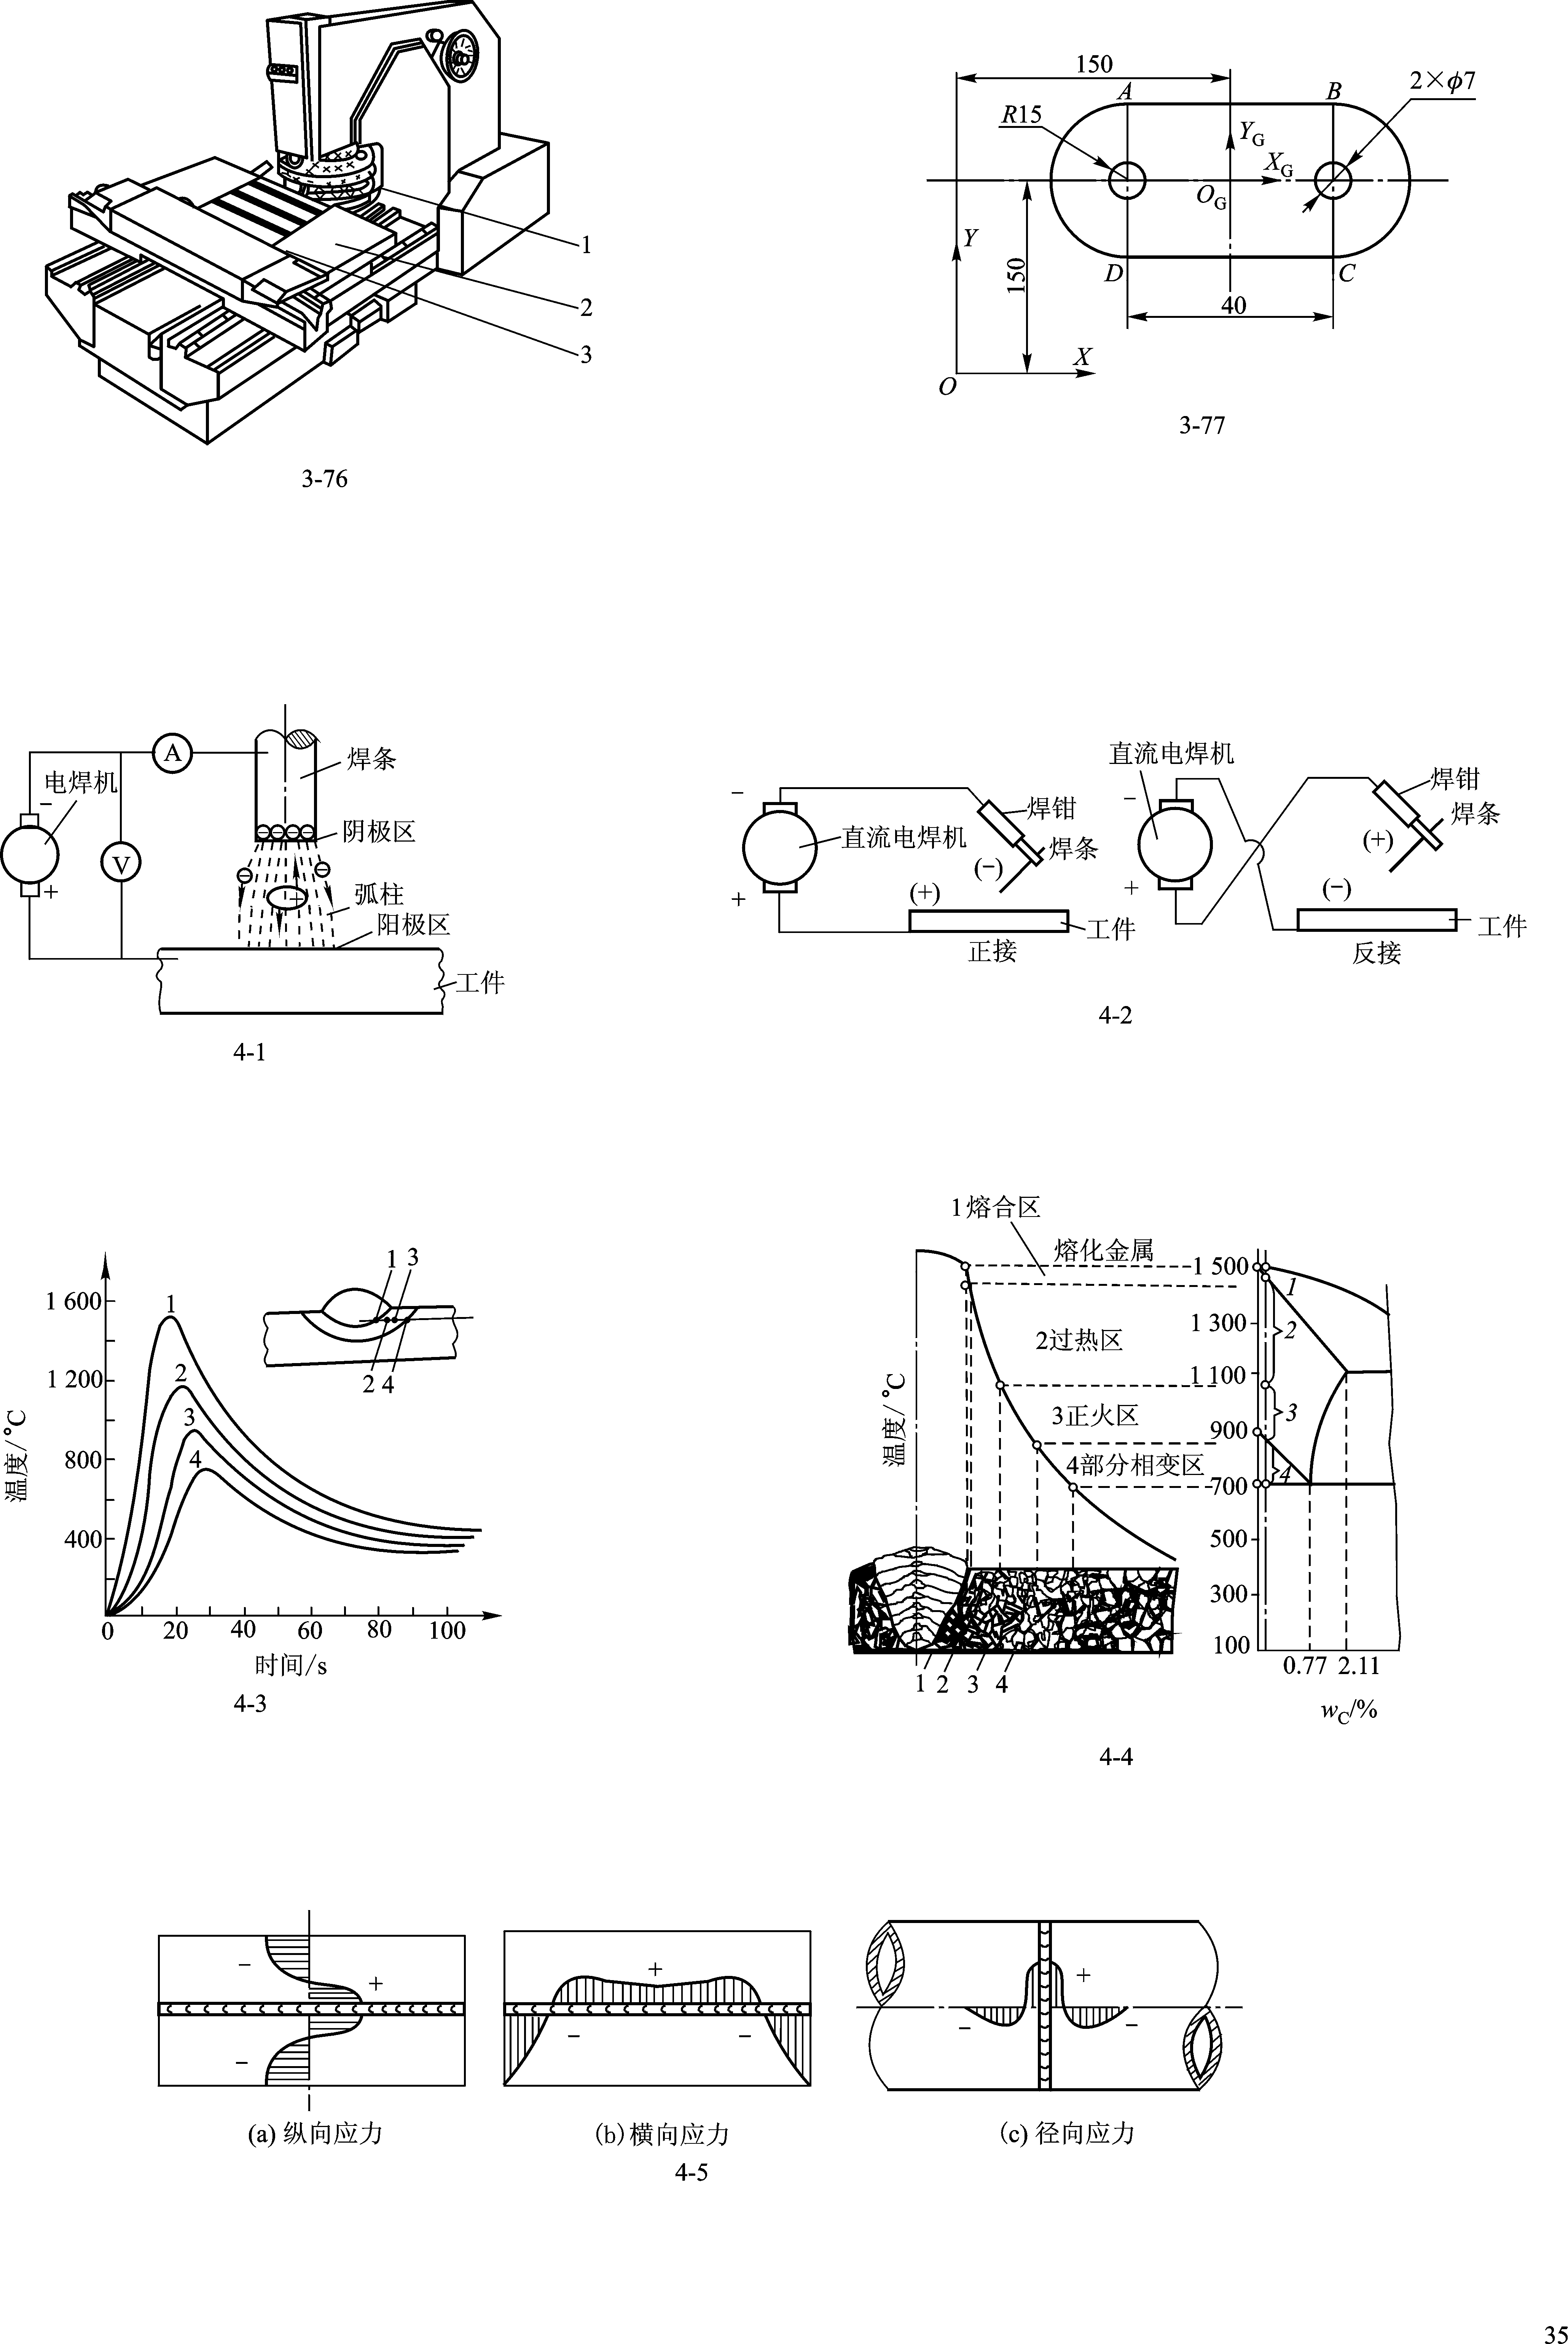 1
2
3
3-76
150
A
B
2×ϕ7
R15
Y_G
X_G
O_G
Y
150
D
C
40
X
O
3-77
A
焊条
电焊机
−
阴极区
V
+
弧柱
阳极区
工件
4-1
−
焊钳
直流电焊机
焊条
(−)
+
(+)
工件
正接
直流电焊机
焊钳
−
焊条
(+)
+
(−)
工件
反接
4-2
1 3
1 600
1
2
1 200
2 4
3
800
4
400
温度/°C
0 20 40 60 80 100
时间/s
4-3
1熔合区
熔化金属
1 500
1
1 300
2
2过热区
1 100
温度/°C
3正火区
3
900
4部分相变区
4
700
500
300
100
1 2 3 4
0.77 2.11
w_C/%
4-4
−
+
−
(a) 纵向应力
+
− −
(b) 横向应力
+
− −
(c) 径向应力
4-5
35